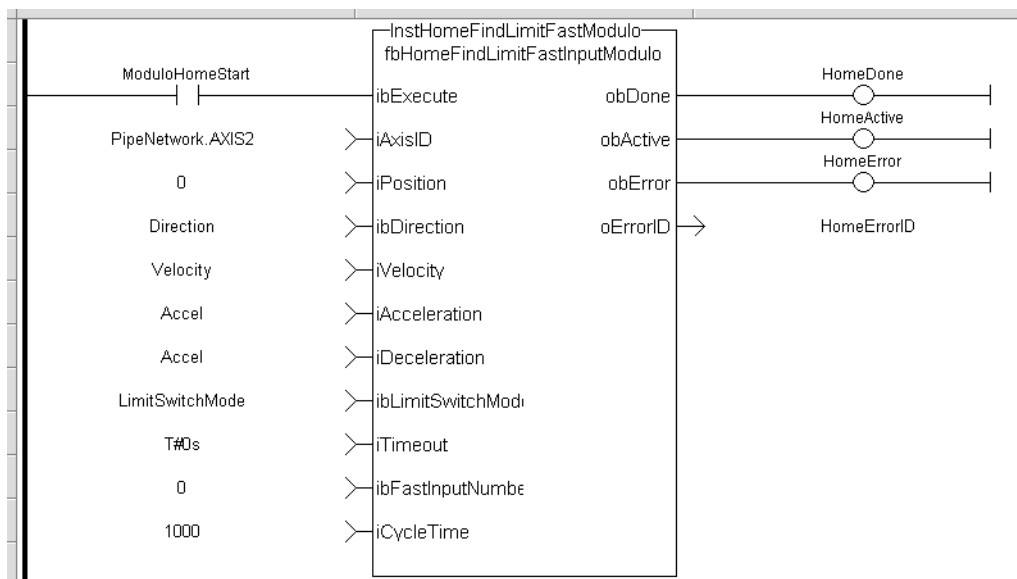 InstHomeFindLimitFastModulo
fbHomeFindLimitFastInputModulo
ModuloHomeStart ibExecute obDone HomeDone
PipeNetwork.AXIS2 iAxisID obActive HomeActive
0 iPosition obError HomeError
Direction ibDirection oErrorID HomeErrorID
Velocity iVelocity
Accel iAcceleration
Accel iDeceleration
LimitSwitchMode ibLimitSwitchMod
T#0s iTimeout
0 ibFastInputNumbe
1000 iCycleTime